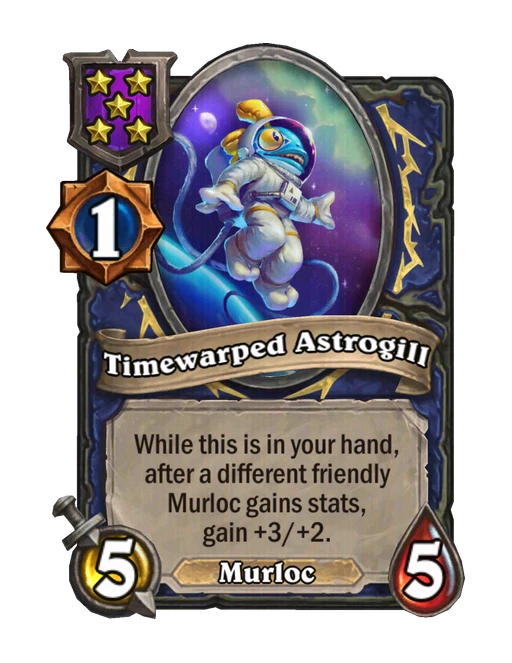 1
Timewarped Astrogill
While this is in your hand,
after a different friendly
Murloc gains stats,
gain +3/+2.
5
Murloc
5